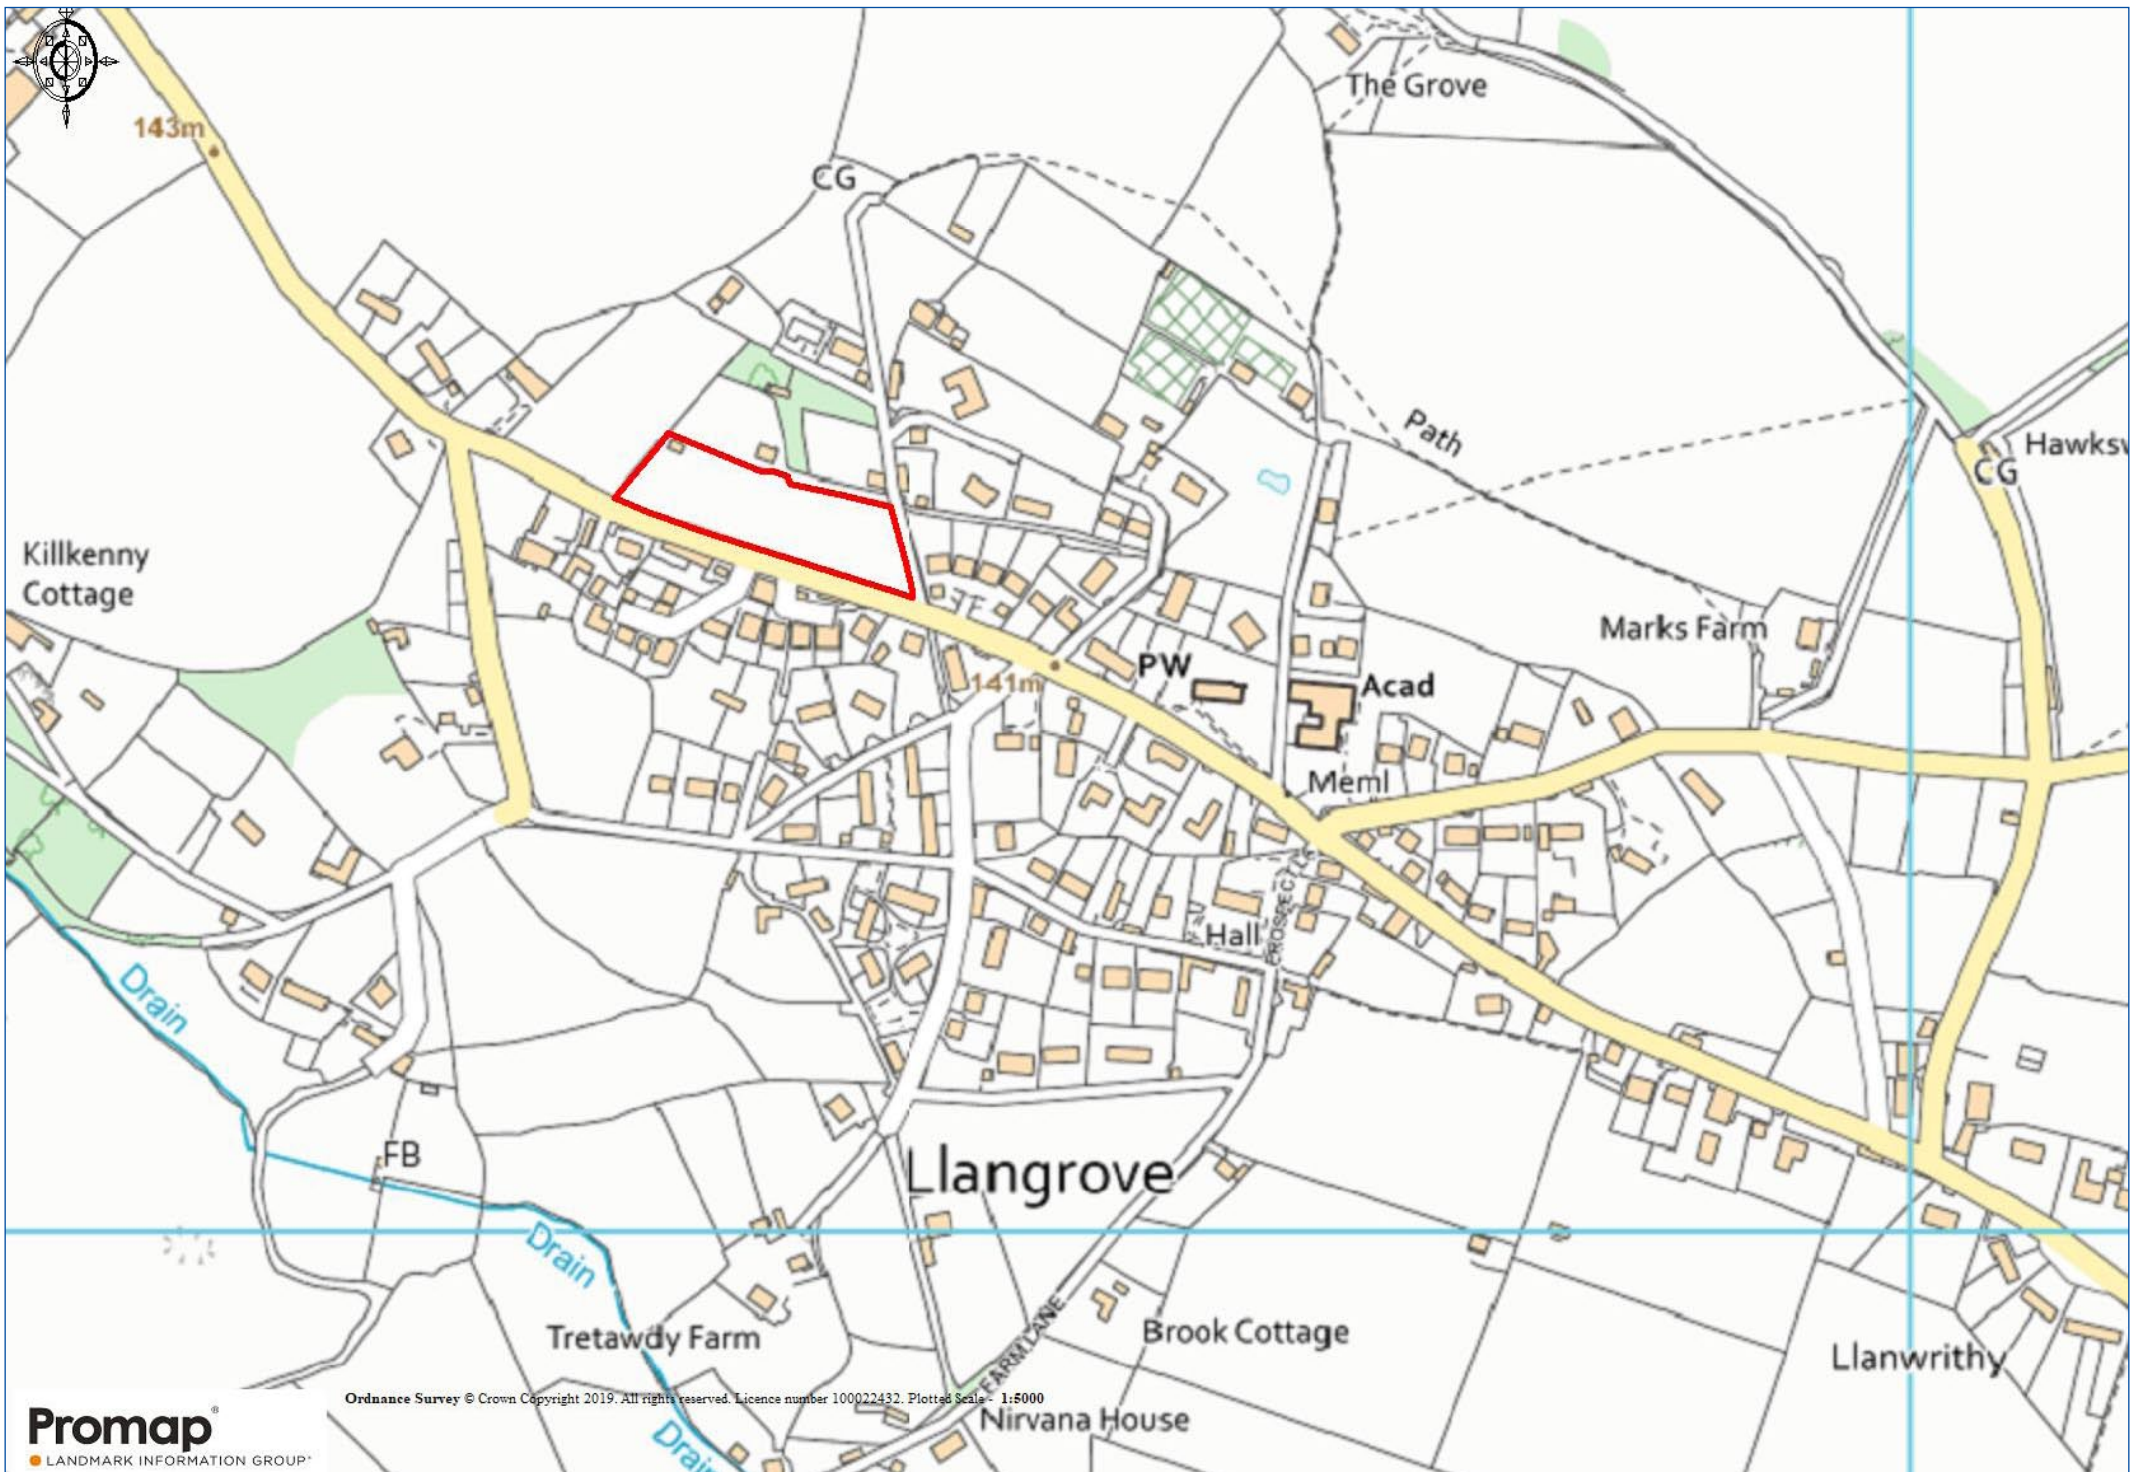 The Grove
143m
CG
Path
Hawksw
CG
Killkenny
Cottage
Marks Farm
PW
Acad
141m
Meml
PROSPECT
Hall
Drain
FB
Llangrove
Drain
Tretawdy Farm
FARM LANE
Brook Cottage
Llanwrithy
Ordnance Survey © Crown Copyright 2019. All rights reserved. Licence number 100022432. Plotted Scale - 1:5000
Promap®
LANDMARK INFORMATION GROUP®
Nirvana House
Drain